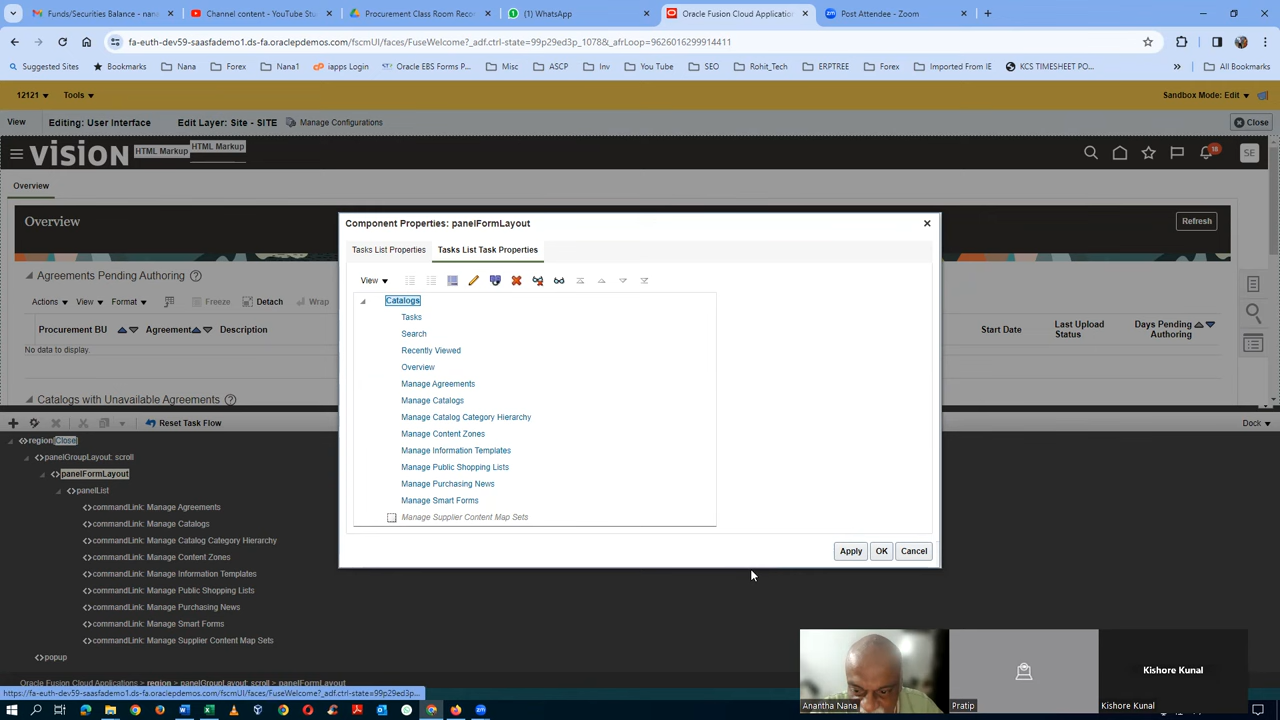 Funds/Securities/Balances
YouTube content - YouTube Stu
Procurement Class Recor
(1) WhatsApp
Oracle Fusion Cloud Applicatio
Post Attendee - Zoom
fa-euth-dev59-saasfademo1.ds-fa.oraclepdemos.com/fscmUI/faces/FuseWelcome?_adf.ctrl-state=99p29ed3p_1078&_afrLoop=9626016299914411
Suggested Sites
Bookmarks
Nana
Forex
Nana1
iapps Login
Oracle EBS Forms P...
Misc
ASCP
Inv
You Tube
SEO
Rohit_Tech
ERPTREE
Forex
Imported From IE
KCS TIMESHEET PO...
All Bookmarks
12121
Tools
Sandbox Mode: Edit
View
Editing: User Interface
Edit Layer: Site - SITE
Manage Configurations
Close
VISION
HTML Markup
HTML Markup
18
SE
Overview
Overview
Refresh
Agreements Pending Authoring
Actions
View
Format
Freeze
Detach
Wrap
Procurement BU
Agreement
Description
Start Date
Last Upload Status
Days Pending Authoring
No data to display.
Catalogs with Unavailable Agreements
Component Properties: panelFormLayout
Tasks List Properties
Tasks List Task Properties
View
Catalogs
Tasks
Search
Recently Viewed
Overview
Manage Agreements
Manage Catalogs
Manage Catalog Category Hierarchy
Manage Content Zones
Manage Information Templates
Manage Public Shopping Lists
Manage Purchasing News
Manage Smart Forms
Manage Supplier Content Map Sets
Apply
OK
Cancel
Reset Task Flow
Dock
region[Close]
panelGroupLayout: scroll
panelFormLayout
panelList
commandLink: Manage Agreements
commandLink: Manage Catalogs
commandLink: Manage Catalog Category Hierarchy
commandLink: Manage Content Zones
commandLink: Manage Information Templates
commandLink: Manage Public Shopping Lists
commandLink: Manage Purchasing News
commandLink: Manage Smart Forms
commandLink: Manage Supplier Content Map Sets
popup
Oracle Fusion Cloud Applications > region > panelGroupLayout: scroll > panelFormLayout
https://fa-euth-dev59-saasfademo1.ds-fa.oraclepdemos.com/fscmUI/faces/FuseWelcome?_adf.ctrl-state=99p29ed3p...
Anantha Nana
Pratip
Kishore Kunal
Kishore Kunal